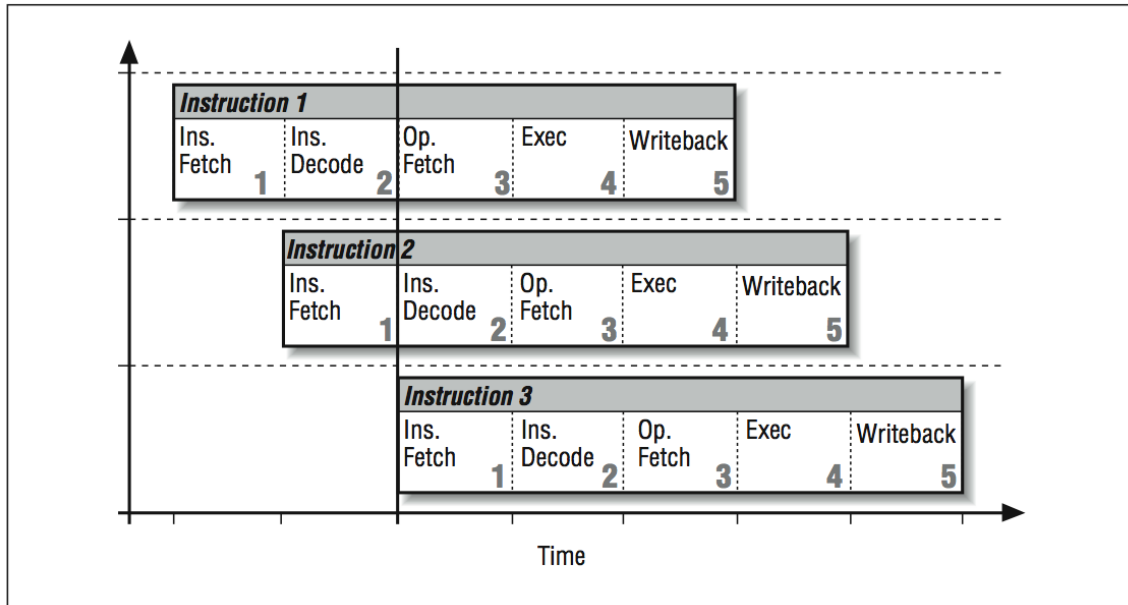 Instruction 1
Ins. Ins. Op. Exec Writeback
Fetch Decode Fetch
1 2 3 4 5
Instruction 2
Ins. Ins. Op. Exec Writeback
Fetch Decode Fetch
1 2 3 4 5
Instruction 3
Ins. Ins. Op. Exec Writeback
Fetch Decode Fetch
1 2 3 4 5
Time